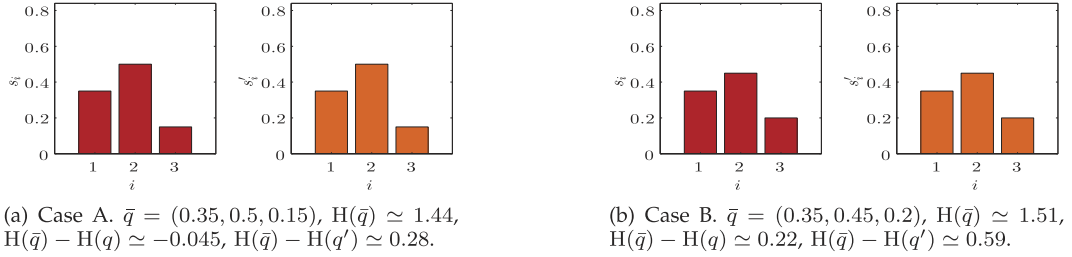 0.8
0.6
0.4
0.2
0
s_i
1 2 3
i
0.8
0.6
0.4
0.2
0
s'_i
1 2 3
i
(a) Case A. q̄ = (0.35, 0.5, 0.15), H(q̄) ≃ 1.44,
H(q̄) − H(q) ≃ −0.045, H(q̄) − H(q′) ≃ 0.28.
0.8
0.6
0.4
0.2
0
s_i
1 2 3
i
0.8
0.6
0.4
0.2
0
s'_i
1 2 3
i
(b) Case B. q̄ = (0.35, 0.45, 0.2), H(q̄) ≃ 1.51,
H(q̄) − H(q) ≃ 0.22, H(q̄) − H(q′) ≃ 0.59.